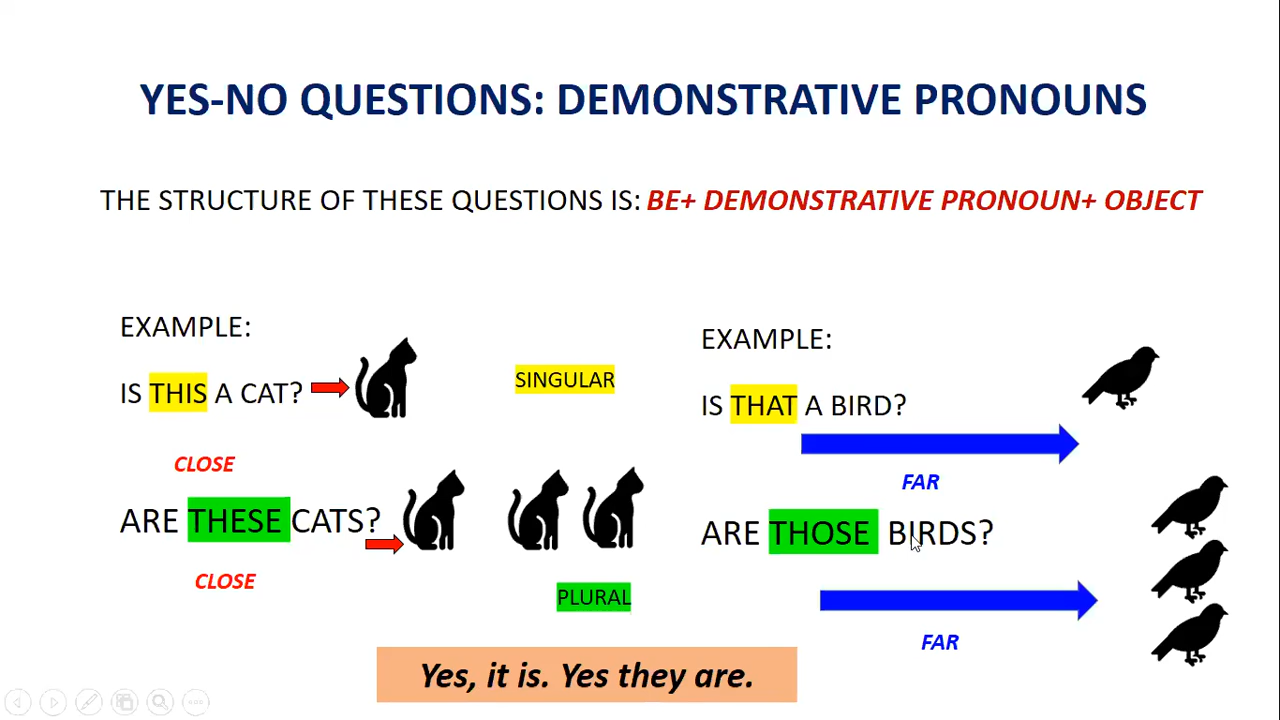 YES-NO QUESTIONS: DEMONSTRATIVE PRONOUNS
THE STRUCTURE OF THESE QUESTIONS IS: BE+ DEMONSTRATIVE PRONOUN+ OBJECT
EXAMPLE:
IS THIS A CAT?
SINGULAR
CLOSE
ARE THESE CATS?
CLOSE
PLURAL
EXAMPLE:
IS THAT A BIRD?
FAR
ARE THOSE BIRDS?
FAR
Yes, it is. Yes they are.